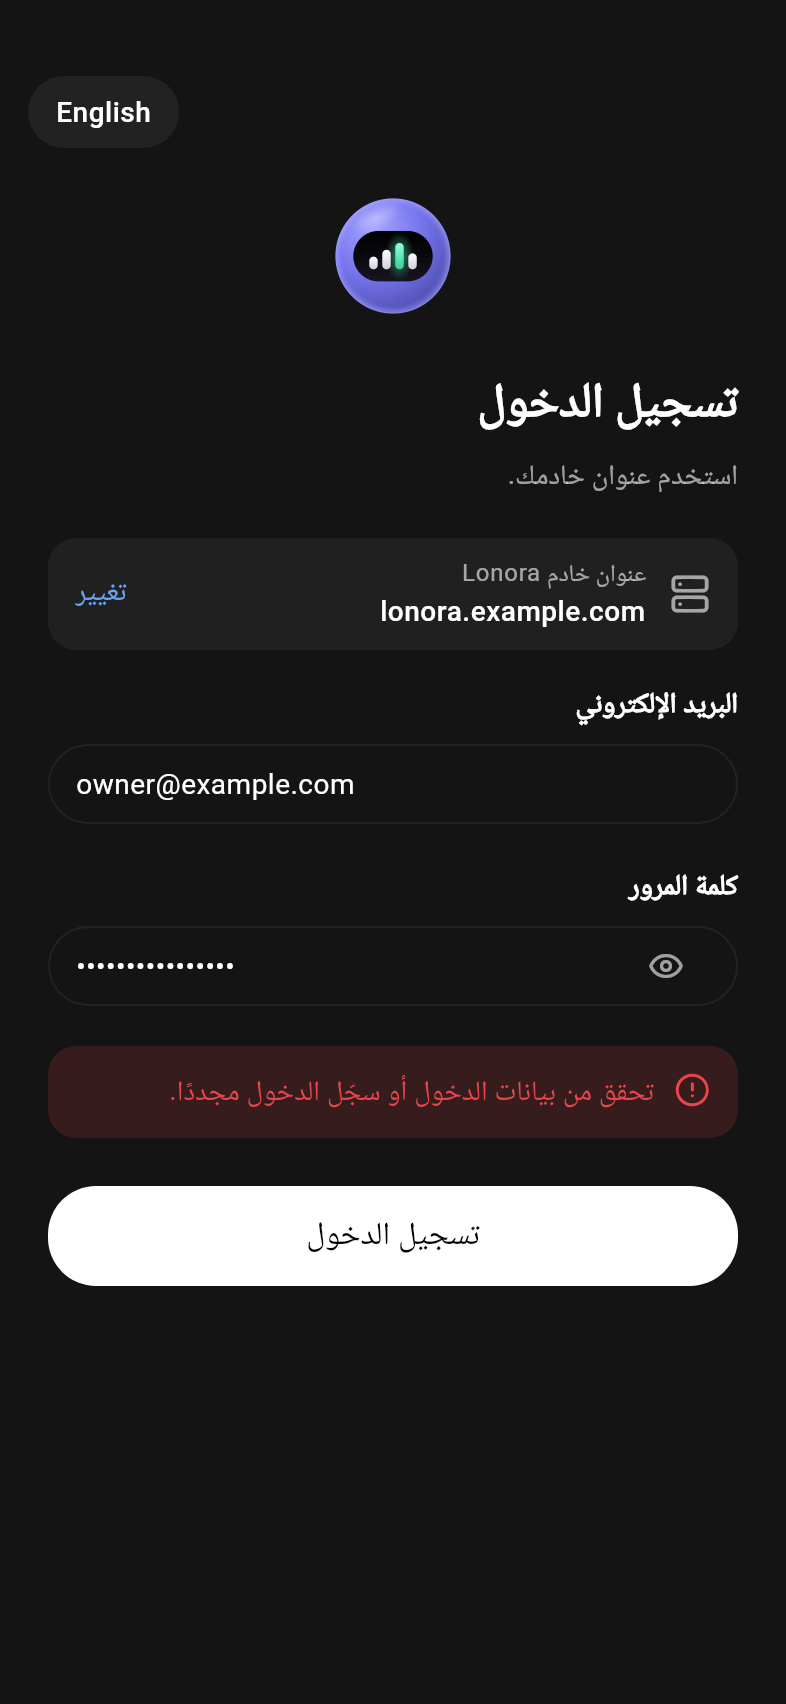 English
تسجيل الدخول
استخدم عنوان خادمك.
عنوان خادم Lonora
lonora.example.com
تغيير
البريد الإلكتروني
owner@example.com
كلمة المرور
••••••••••••••••
تحقق من بيانات الدخول أو سجّل الدخول مجددًا.
تسجيل الدخول